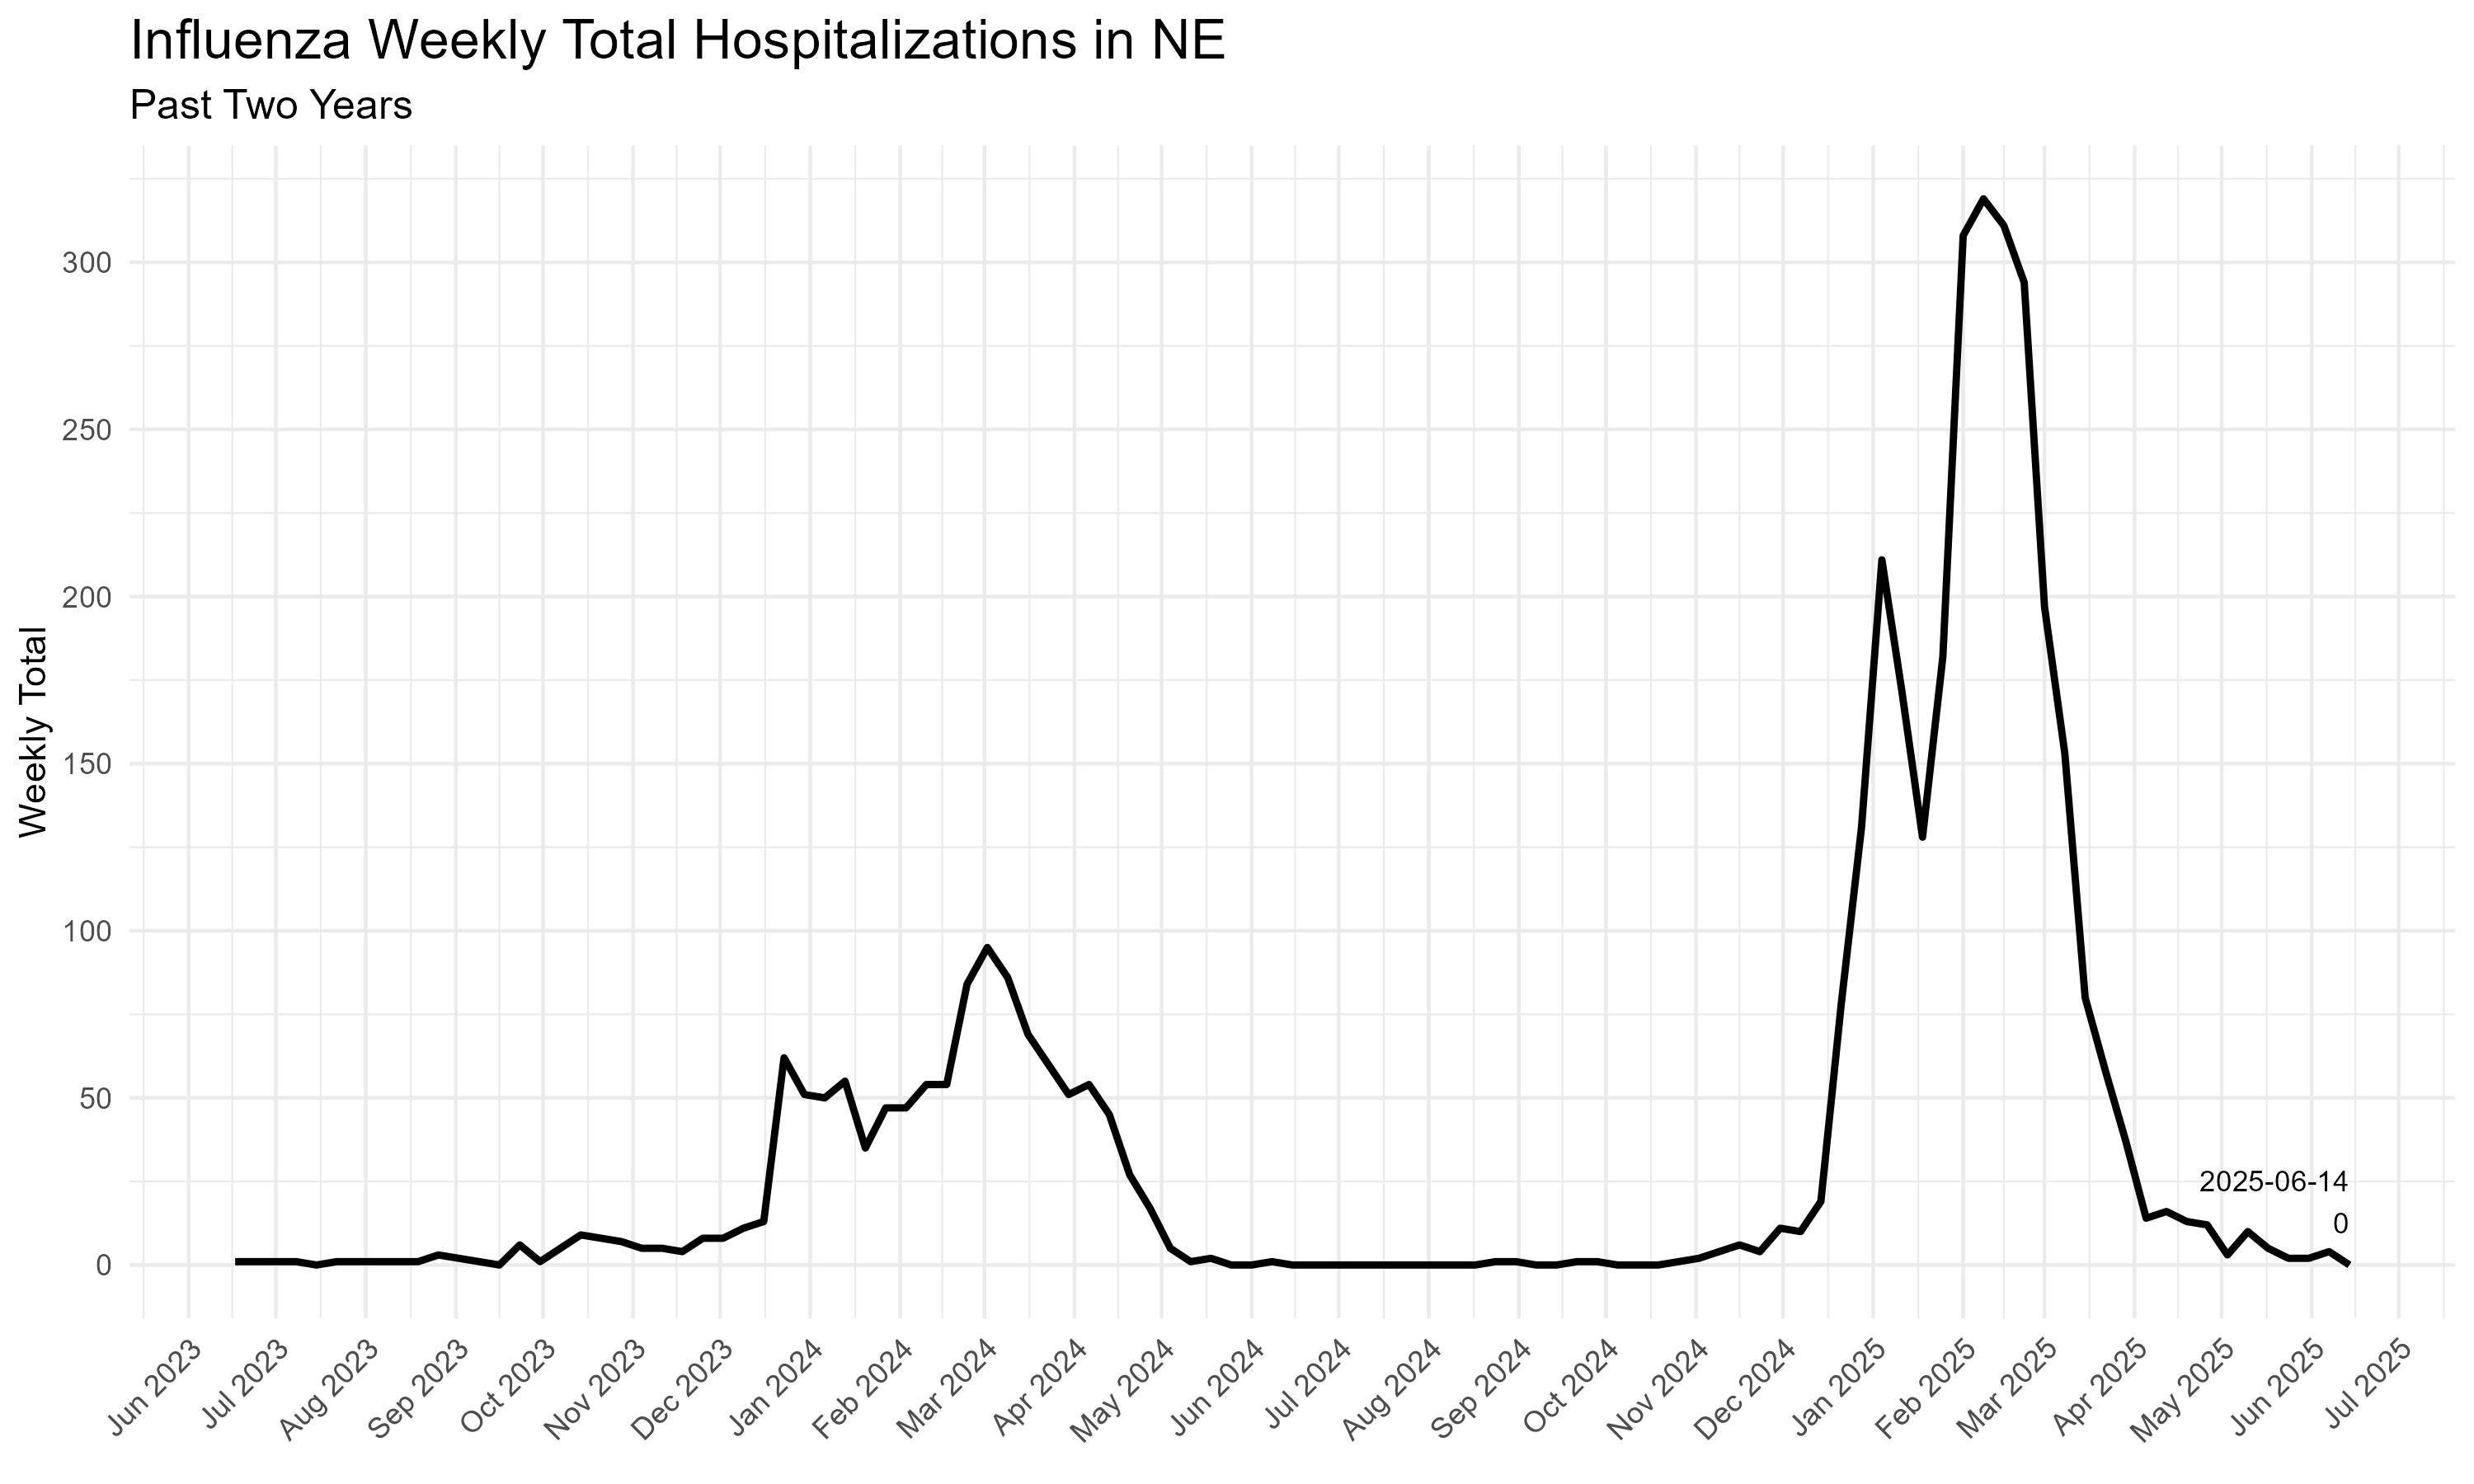 Influenza Weekly Total Hospitalizations in NE
Past Two Years
Weekly Total
300
250
200
150
100
50
0
2025-06-14
0
Jun 2023
Jul 2023
Aug 2023
Sep 2023
Oct 2023
Nov 2023
Dec 2023
Jan 2024
Feb 2024
Mar 2024
Apr 2024
May 2024
Jun 2024
Jul 2024
Aug 2024
Sep 2024
Oct 2024
Nov 2024
Dec 2024
Jan 2025
Feb 2025
Mar 2025
Apr 2025
May 2025
Jun 2025
Jul 2025